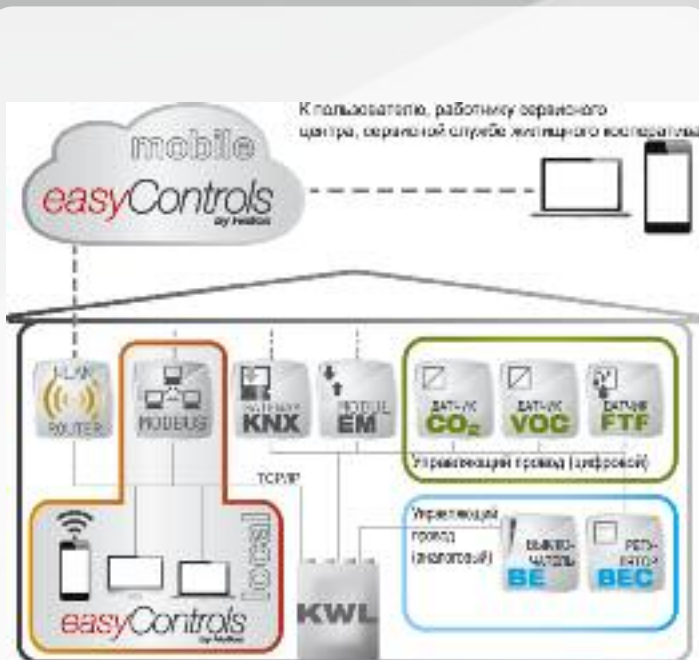 К пользователю, работнику сервисного
центра, сервисной службе жилищного кооператива
mobile
easyControls
by Helios
WLAN
ROUTER
MODBUS
GATEWAY
KNX
MODUL
EM
ДАТЧИК
CO₂
ДАТЧИК
VOC
ДАТЧИК
FTF
Управляющий провод (цифровой)
TCP/IP
Управляющий
провод
(аналоговый)
ВЫКЛЮ-
ЧАТЕЛЬ
BE
РЕГУ-
ЛЯТОР
BEC
local
easyControls
by Helios
KWL